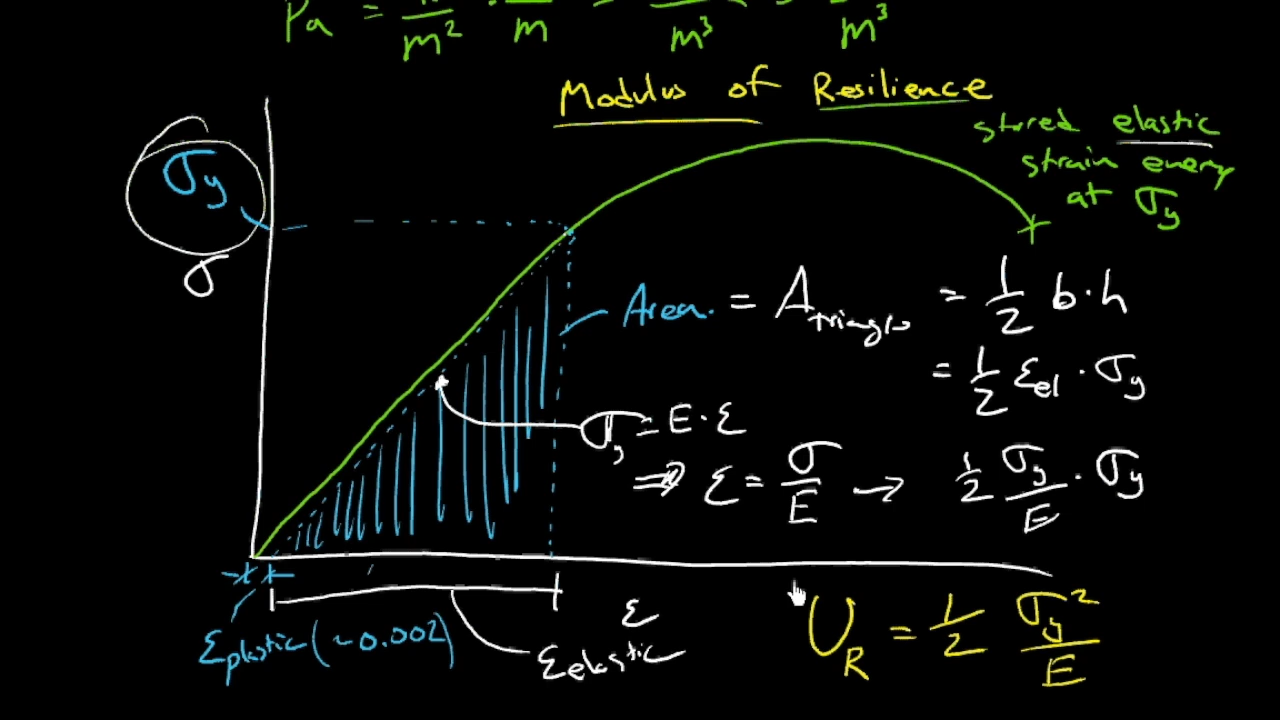 Pa = — · — = — = —
m² m m³ m³
Modulus of Resilience
stored elastic
strain energy
at σy
σy
σ
Area = A triangle = 1/2 b·h
= 1/2 εel · σy
σy = E·ε
⇒ ε = σ/E → 1/2 σy/E · σy
εplastic (~0.002)
ε
εelastic
UR = 1/2 σy²/E